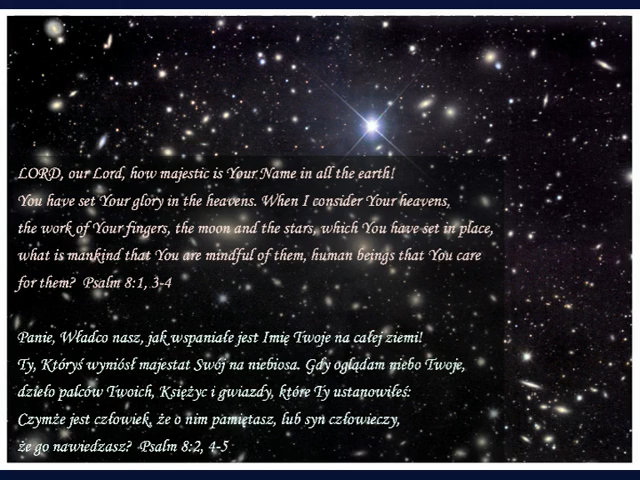 LORD, our Lord, how majestic is Your Name in all the earth!
You have set Your glory in the heavens. When I consider Your heavens,
the work of Your fingers, the moon and the stars, which You have set in place,
what is mankind that You are mindful of them, human beings that You care
for them? Psalm 8:1, 3-4
Panie, Władco nasz, jak wspaniałe jest Imię Twoje na całej ziemi!
Ty, Któryś wyniósł majestat Swój na niebiosa. Gdy oglądam niebo Twoje,
dzieło palców Twoich, Księżyc i gwiazdy, które Ty ustanowiłeś:
Czymże jest człowiek, że o nim pamiętasz, lub syn człowieczy,
że go nawiedzasz? Psalm 8:2, 4-5